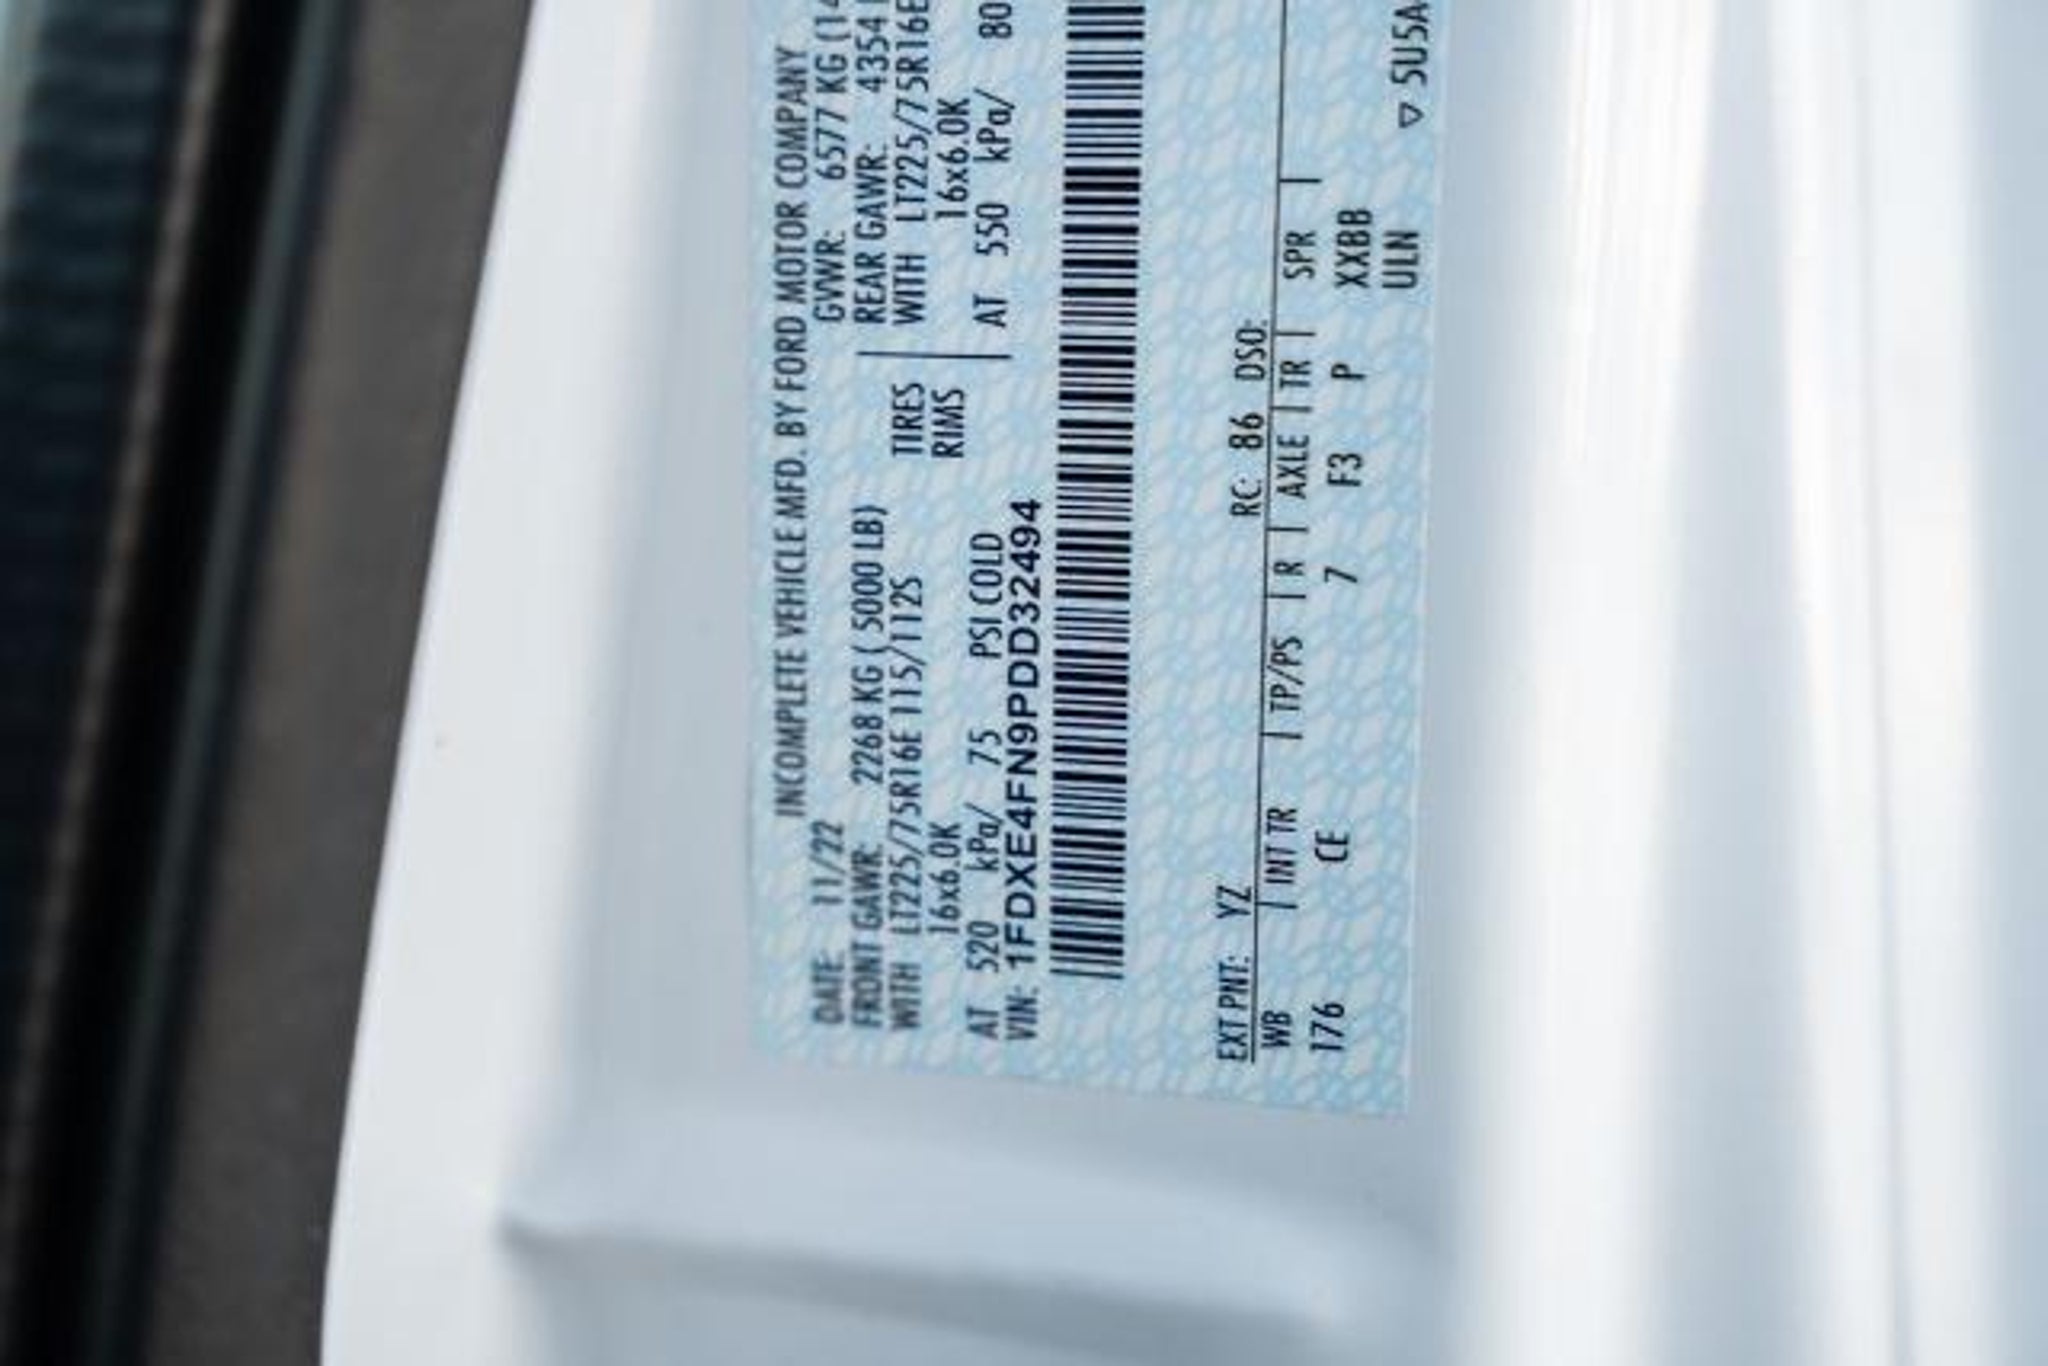 INCOMPLETE VEHICLE MFD. BY FORD MOTOR COMPANY
DATE: 11/22 GVWR: 6577 KG (14
FRONT GAWR: 2268 KG ( 5000 LB) REAR GAWR: 4354
WITH LT225/75R16E 115/112S TIRES WITH LT225/75R16E
16x6.0K RIMS 16x6.0K
AT 520 kPa/ 75 PSI COLD AT 550 kPa/ 80
VIN: 1FDXE4FN9PDD32494
EXT PNT: YZ RC: 86 DSO:
WB | INT TR | TP/PS | R | AXLE | TR | SPR |
176 CE 7 F3 P XXBB
ULN
▽ 5U5A